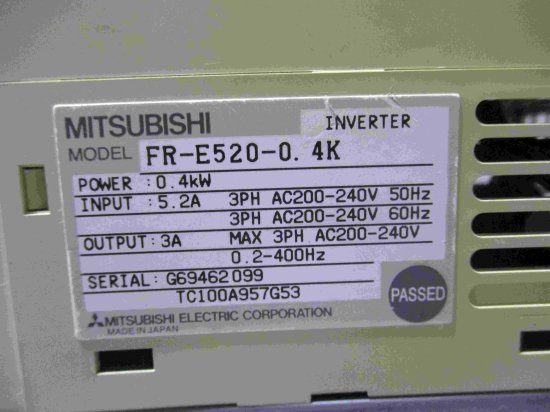 MITSUBISHI INVERTER
MODEL FR-E520-0.4K
POWER : 0.4kW
INPUT : 5.2A 3PH AC200-240V 50Hz
3PH AC200-240V 60Hz
OUTPUT: 3A MAX 3PH AC200-240V
0.2-400Hz
SERIAL: G69462099
TC100A957G53
PASSED
MITSUBISHI ELECTRIC CORPORATION
MADE IN JAPAN